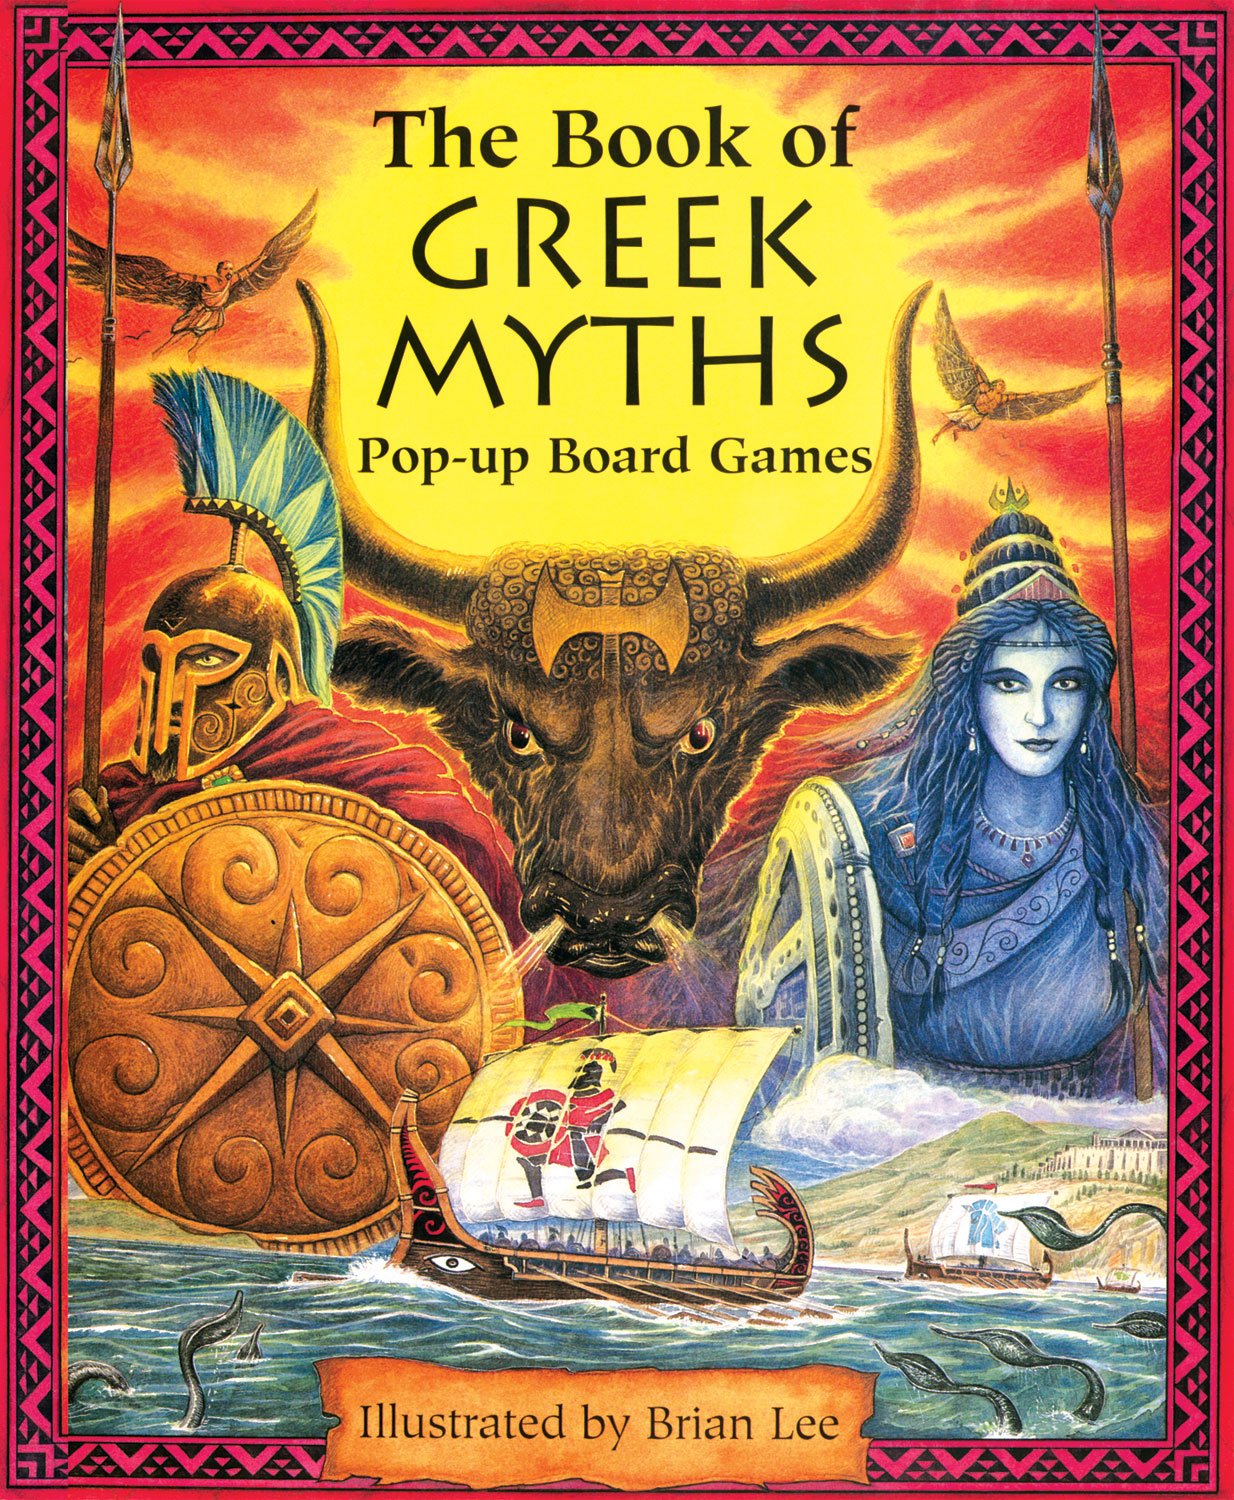 The Book of
GREEK
MYTHS
Pop-up Board Games
Illustrated by Brian Lee